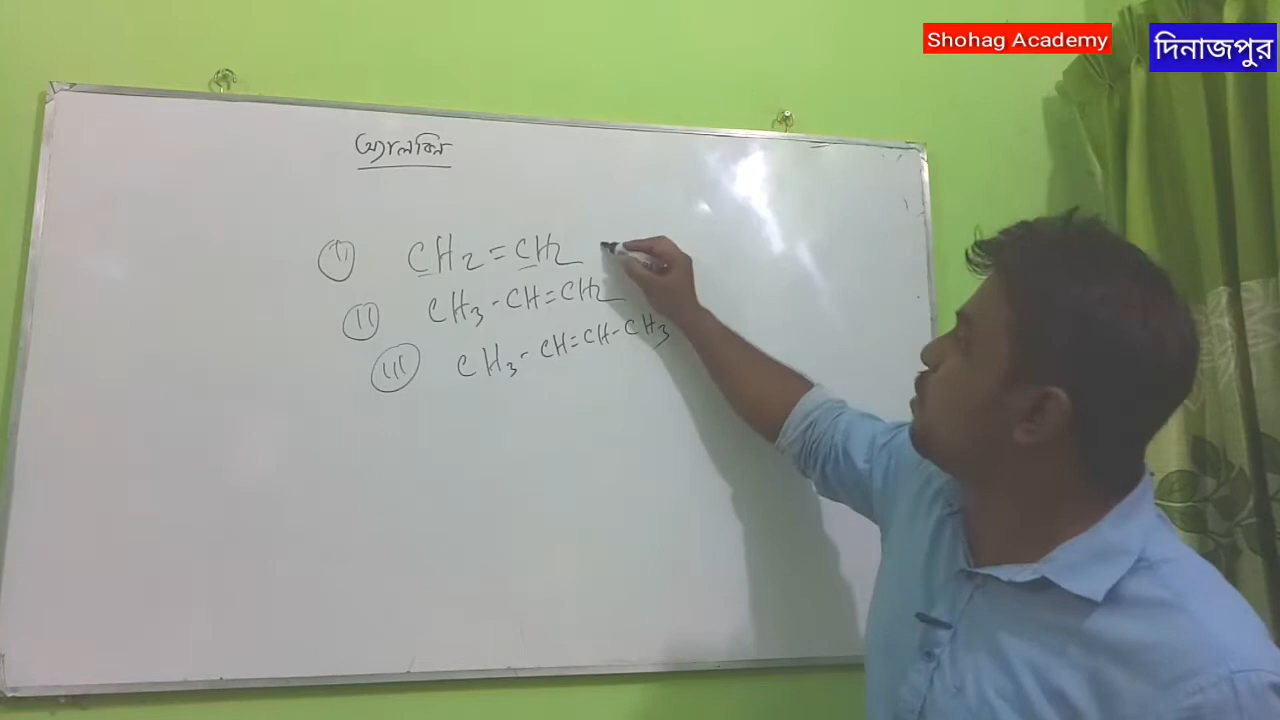 Shohag Academy
দিনাজপুর
অ্যালকিন
(i) CH2 = CH2
(ii) CH3 - CH = CH2
(iii) CH3 - CH = CH - CH3